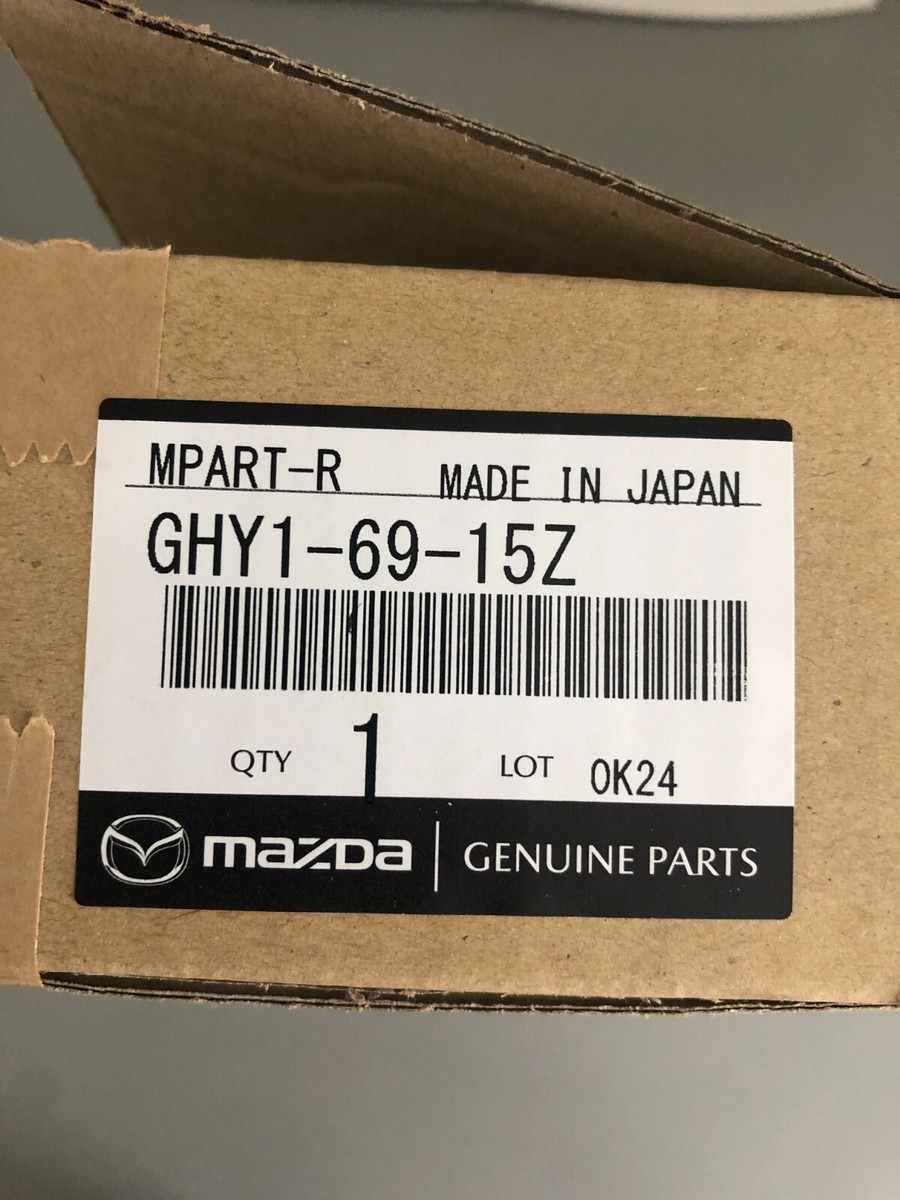 MPART-R MADE IN JAPAN
GHY1-69-15Z
QTY 1 LOT 0K24
mazda GENUINE PARTS